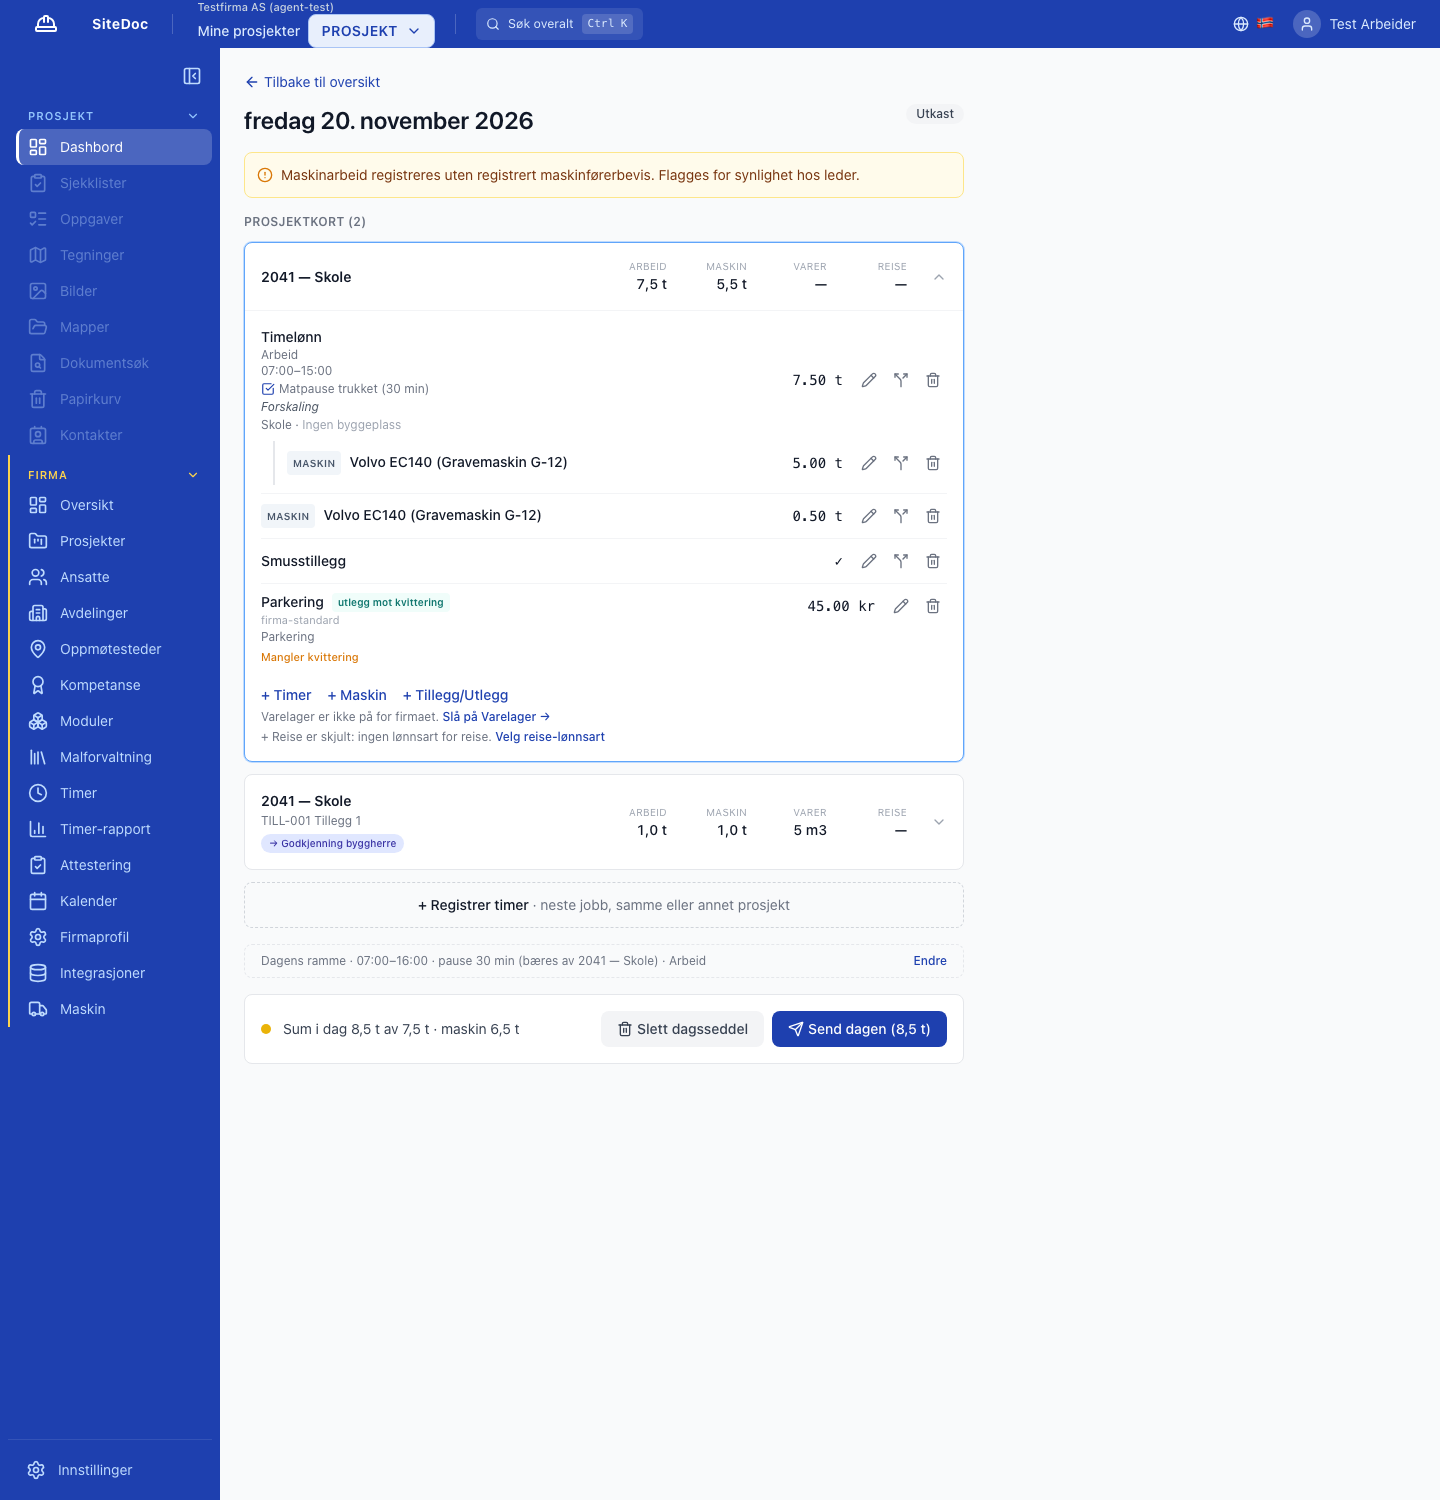 SiteDoc
Testfirma AS (agent-test)
Mine prosjekter
PROSJEKT
Søk overalt
Ctrl K
Test Arbeider
PROSJEKT
Dashbord
Sjekklister
Oppgaver
Tegninger
Bilder
Mapper
Dokumentsøk
Papirkurv
Kontakter
FIRMA
Oversikt
Prosjekter
Ansatte
Avdelinger
Oppmøtesteder
Kompetanse
Moduler
Malforvaltning
Timer
Timer-rapport
Attestering
Kalender
Firmaprofil
Integrasjoner
Maskin
Innstillinger
← Tilbake til oversikt
fredag 20. november 2026
Utkast
Maskinarbeid registreres uten registrert maskinførerbevis. Flagges for synlighet hos leder.
PROSJEKTKORT (2)
2041 — Skole
ARBEID
7,5 t
MASKIN
5,5 t
VARER
—
REISE
—
Timelønn
Arbeid
07:00–15:00
Matpause trukket (30 min)
Forskaling
Skole · Ingen byggeplass
7.50 t
MASKIN Volvo EC140 (Gravemaskin G-12) 5.00 t
MASKIN Volvo EC140 (Gravemaskin G-12) 0.50 t
Smusstillegg ✓
Parkering utlegg mot kvittering 45.00 kr
firma-standard
Parkering
Mangler kvittering
+ Timer + Maskin + Tillegg/Utlegg
Varelager er ikke på for firmaet. Slå på Varelager →
+ Reise er skjult: ingen lønnsart for reise. Velg reise-lønnsart
2041 — Skole
TILL-001 Tillegg 1
→ Godkjenning byggherre
ARBEID
1,0 t
MASKIN
1,0 t
VARER
5 m3
REISE
—
+ Registrer timer · neste jobb, samme eller annet prosjekt
Dagens ramme · 07:00–16:00 · pause 30 min (bæres av 2041 — Skole) · Arbeid Endre
Sum i dag 8,5 t av 7,5 t · maskin 6,5 t
Slett dagsseddel
Send dagen (8,5 t)